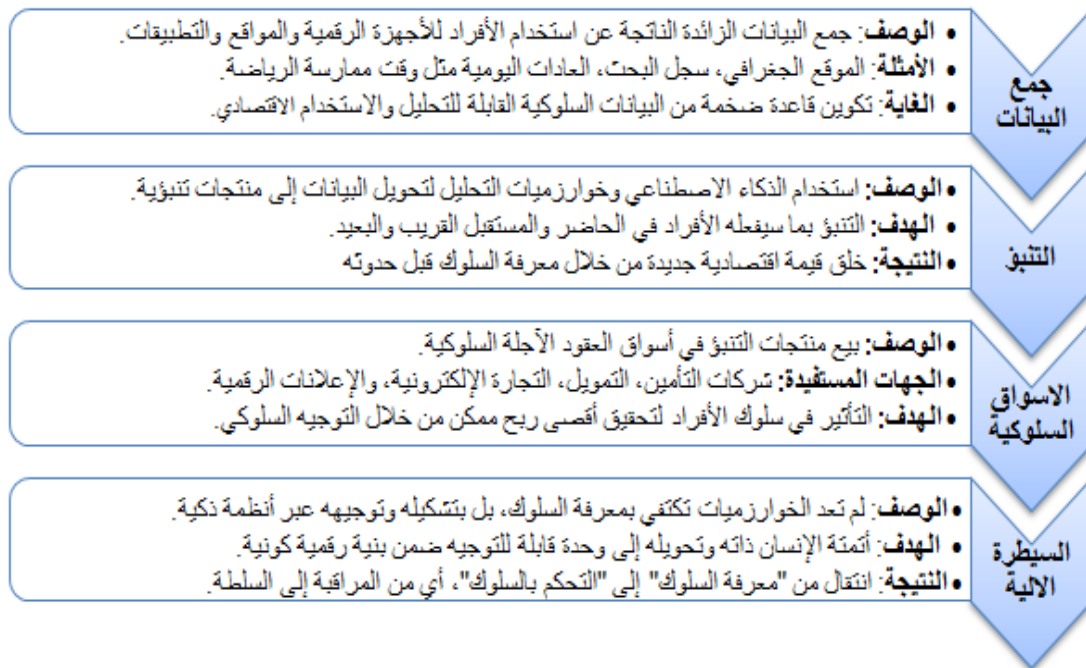 جمع
البيانات
• الوصف: جمع البيانات الزائدة الناتجة عن استخدام الأفراد للأجهزة الرقمية والمواقع والتطبيقات.
• الأمثلة: الموقع الجغرافي، سجل البحث، العادات اليومية مثل وقت ممارسة الرياضة.
• الغاية: تكوين قاعدة ضخمة من البيانات السلوكية القابلة للتحليل والاستخدام الاقتصادي.
التنبؤ
• الوصف: استخدام الذكاء الاصطناعي وخوارزميات التحليل لتحويل البيانات إلى منتجات تنبؤية.
• الهدف: التنبؤ بما سيفعله الأفراد في الحاضر والمستقبل القريب والبعيد.
• النتيجة: خلق قيمة اقتصادية جديدة من خلال معرفة السلوك قبل حدوثه
الاسواق
السلوكية
• الوصف: بيع منتجات التنبؤ في أسواق العقود الآجلة السلوكية.
• الجهات المستفيدة: شركات التأمين، التمويل، التجارة الإلكترونية، والإعلانات الرقمية.
• الهدف: التأثير في سلوك الأفراد لتحقيق أقصى ربح ممكن من خلال التوجيه السلوكي.
السيطرة
الالية
• الوصف: لم تعد الخوارزميات تكتفي بمعرفة السلوك، بل بتشكيله وتوجيهه عبر أنظمة ذكية.
• الهدف: أتمتة الإنسان ذاته وتحويله إلى وحدة قابلة للتوجيه ضمن بنية رقمية كونية.
• النتيجة: انتقال من "معرفة السلوك" إلى "التحكم بالسلوك"، أي من المراقبة إلى السلطة.